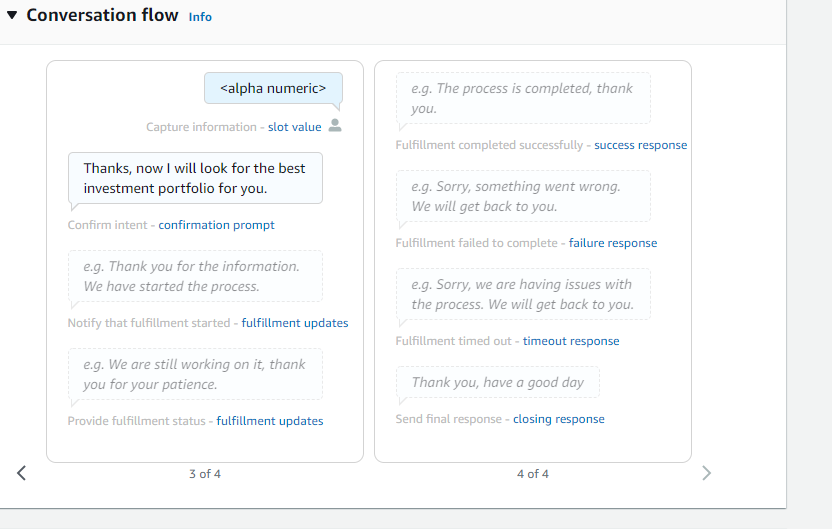 Conversation flow Info
<alpha numeric>
Capture information - slot value
Thanks, now I will look for the best
investment portfolio for you.
Confirm intent - confirmation prompt
e.g. Thank you for the information.
We have started the process.
Notify that fulfillment started - fulfillment updates
e.g. We are still working on it, thank
you for your patience.
Provide fulfillment status - fulfillment updates
3 of 4
e.g. The process is completed, thank
you.
Fulfillment completed successfully - success response
e.g. Sorry, something went wrong.
We will get back to you.
Fulfillment failed to complete - failure response
e.g. Sorry, we are having issues with
the process. We will get back to you.
Fulfillment timed out - timeout response
Thank you, have a good day
Send final response - closing response
4 of 4